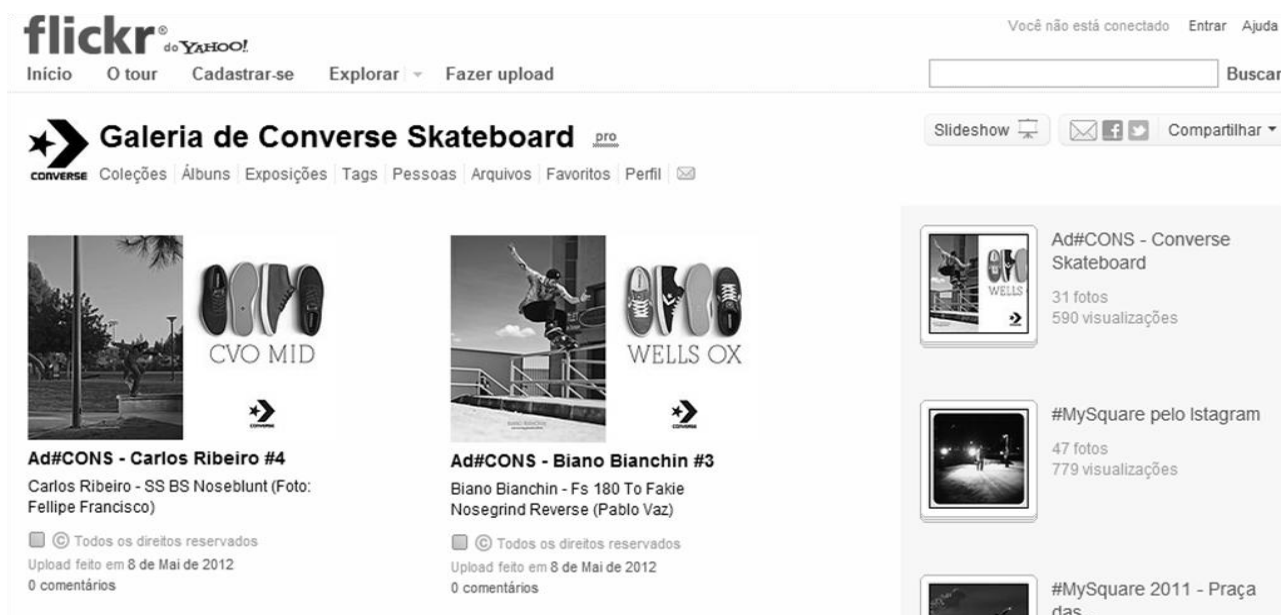 flickr® do YAHOO!
Você não está conectado Entrar Ajuda
Início O tour Cadastrar-se Explorar Fazer upload
Buscar
CONVERSE
Galeria de Converse Skateboard pro
Slideshow Compartilhar
Coleções Álbuns Exposições Tags Pessoas Arquivos Favoritos Perfil
CVO MID
CONVERSE
Ad#CONS - Carlos Ribeiro #4
Carlos Ribeiro - SS BS Noseblunt (Foto:
Fellipe Francisco)
© Todos os direitos reservados
Upload feito em 8 de Mai de 2012
0 comentários
WELLS OX
CONVERSE
Ad#CONS - Biano Bianchin #3
Biano Bianchin - Fs 180 To Fakie
Nosegrind Reverse (Pablo Vaz)
© Todos os direitos reservados
Upload feito em 8 de Mai de 2012
0 comentários
WELLS
Ad#CONS - Converse
Skateboard
31 fotos
590 visualizações
#MySquare pelo Istagram
47 fotos
779 visualizações
#MySquare 2011 - Praça
das